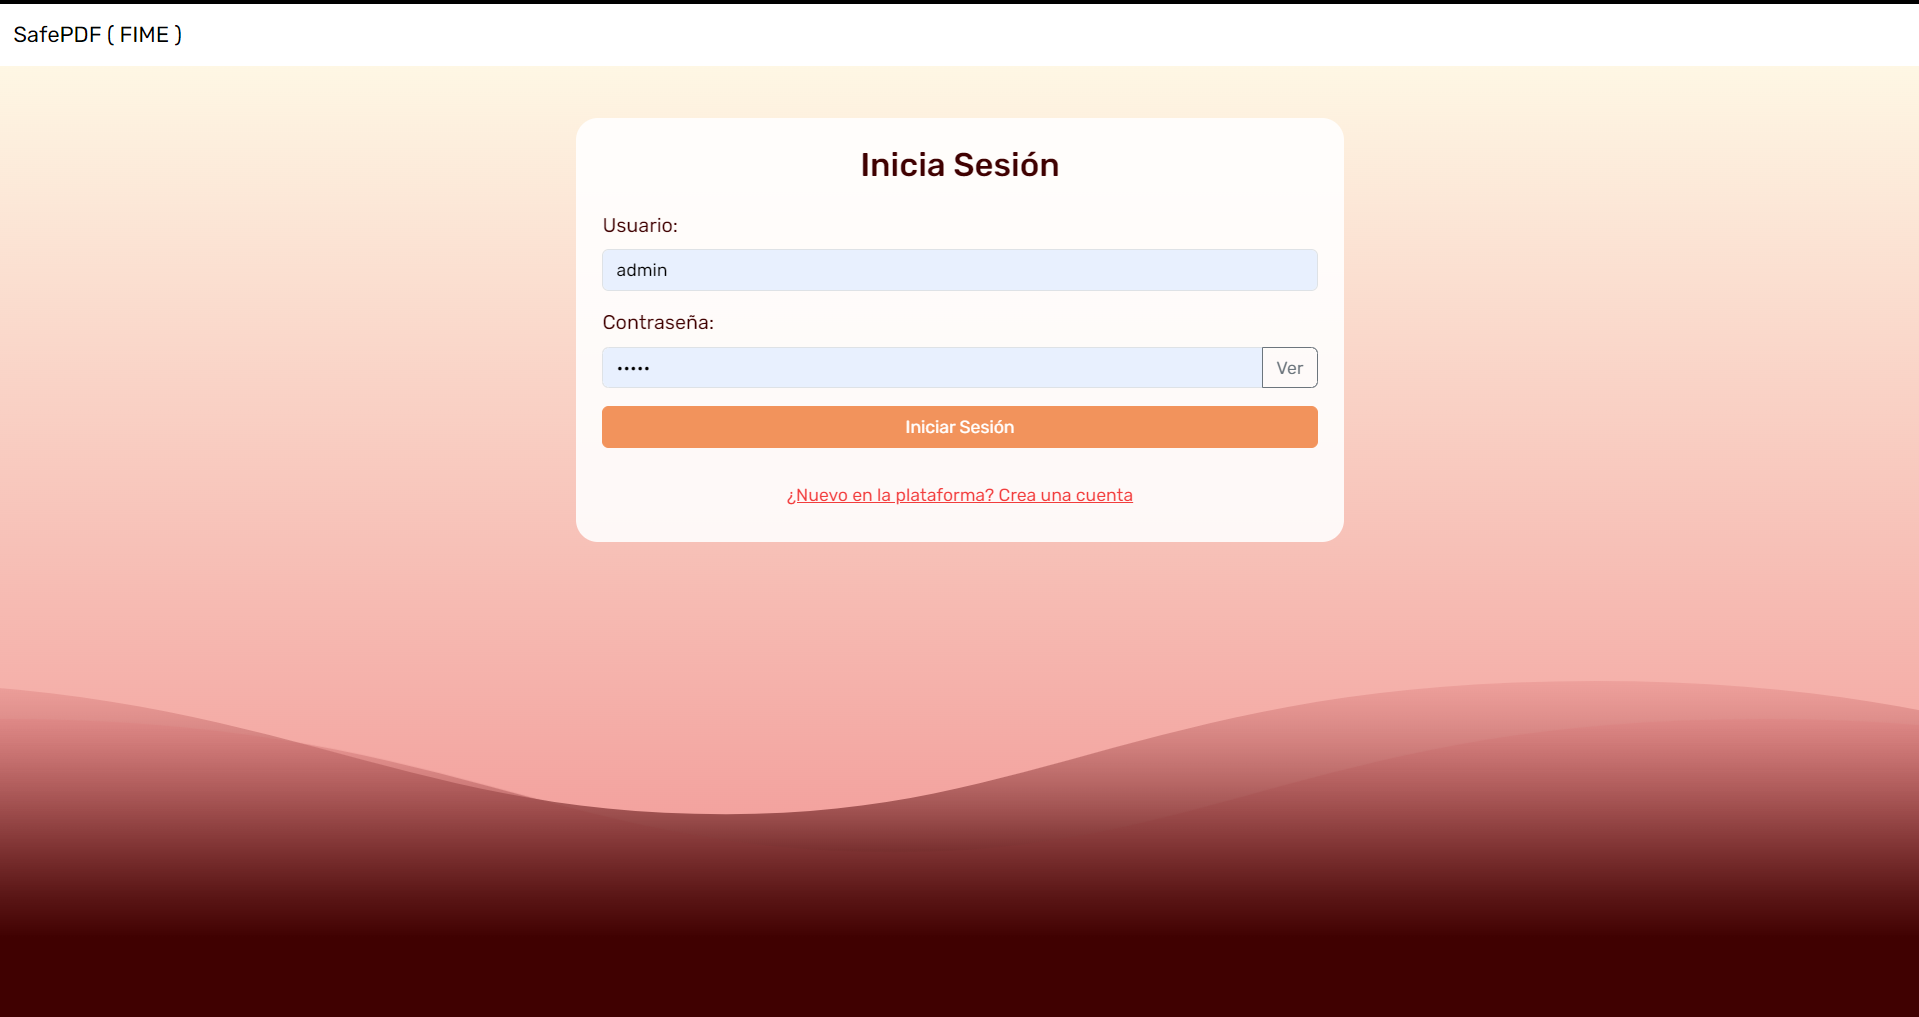 SafePDF ( FIME )
Inicia Sesión
Usuario:
admin
Contraseña:
•••••
Ver
Iniciar Sesión
¿Nuevo en la plataforma? Crea una cuenta